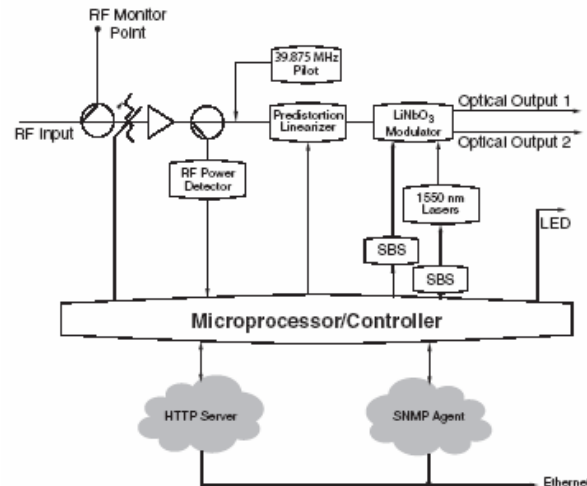 RF Monitor
Point
39.875 MHz
Pilot
RF Input
Predistortion
Linearizer
LiNbO3
Modulator
Optical Output 1
Optical Output 2
RF Power
Detector
1550 nm
Lasers
LED
SBS
SBS
Microprocessor/Controller
HTTP Server
SNMP Agent
Ethernet